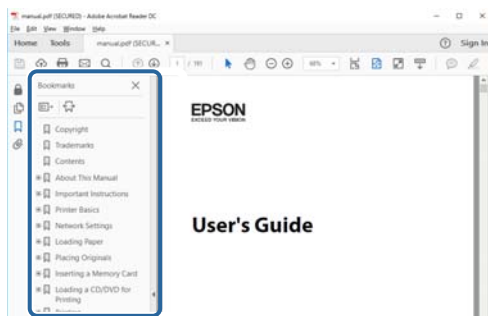 manual.pdf (SECURED) - Adobe Acrobat Reader DC
File Edit View Window Help
Home Tools manual.pdf (SECUR... ×
Sign In
1 / 191
Bookmarks
EPSON
EXCEED YOUR VISION
Copyright
Trademarks
Contents
About This Manual
Important Instructions
Printer Basics
Network Settings
User's Guide
Loading Paper
Placing Originals
Inserting a Memory Card
Loading a CD/DVD for
Printing